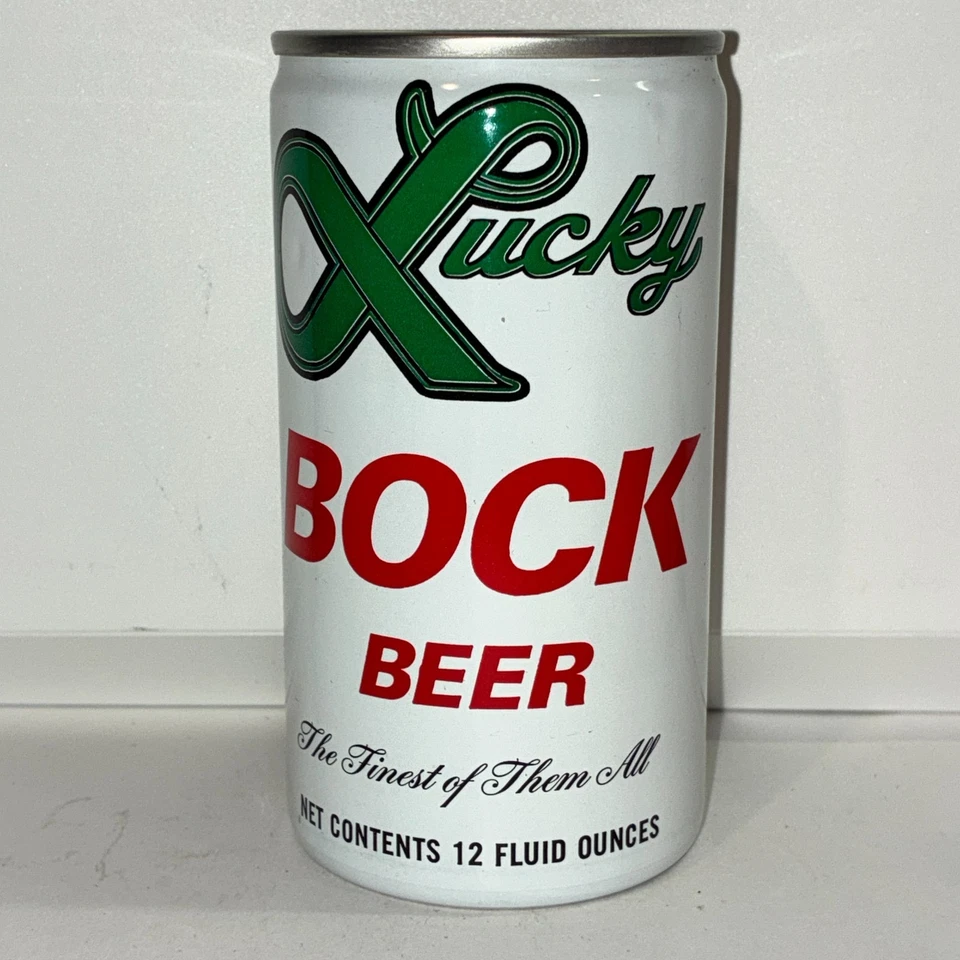 Lucky
BOCK
BEER
The Finest of Them All
NET CONTENTS 12 FLUID OUNCES